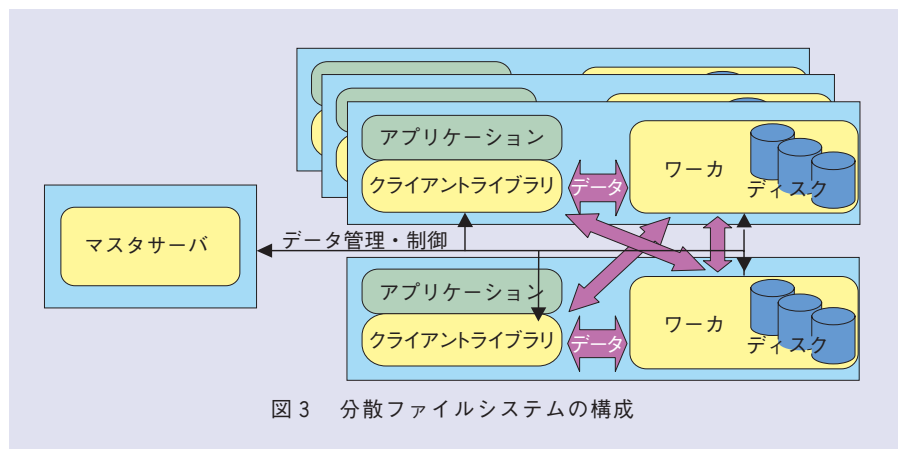 アプリケーション
クライアントライブラリ
データ
ワーカ
ディスク
マスタサーバ
データ管理・制御
アプリケーション
クライアントライブラリ
データ
ワーカ
ディスク
図3 分散ファイルシステムの構成